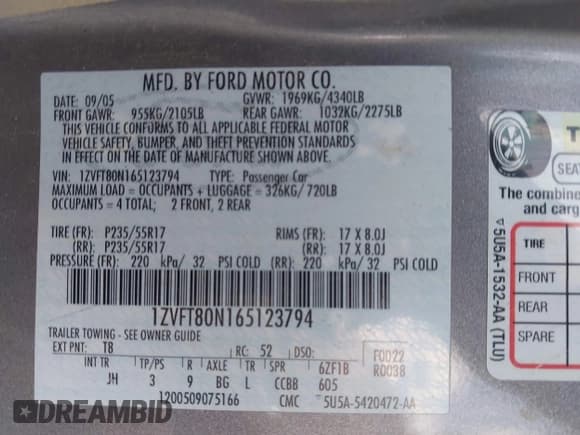 MFD. BY FORD MOTOR CO.
DATE: 09/05 GVWR: 1969KG/4340LB
FRONT GAWR: 955KG/2105LB REAR GAWR: 1032KG/2275LB
THIS VEHICLE CONFORMS TO ALL APPLICABLE FEDERAL MOTOR
VEHICLE SAFETY, BUMPER, AND THEFT PREVENTION STANDARDS
IN EFFECT ON THE DATE OF MANUFACTURE SHOWN ABOVE.
VIN: 1ZVFT80N165123794 TYPE: Passenger Car
MAXIMUM LOAD = OCCUPANTS + LUGGAGE = 326KG/ 720LB
OCCUPANTS = 4 TOTAL; 2 FRONT, 2 REAR
TIRE (FR): P235/55R17 RIMS (FR): 17 X 8.0J
(RR): P235/55R17 (RR): 17 X 8.0J
PRESSURE (FR): 220 kPa/ 32 PSI COLD (RR): 220 kPa/ 32 PSI COLD
1ZVFT80N165123794
TRAILER TOWING - SEE OWNER GUIDE
EXT PNT: T8 RC: 52 DSO: F0022
INT TR TP/PS R AXLE TR SPR 6ZF1B R0038
JH 3 9 BG L CCBB 605
1200509075166 CMC 5U5A-5420472-AA
SEA
The combine
and carg
TIRE
FRONT
REAR
SPARE
5U5A-1532-AA (TLU)
DREAMBID